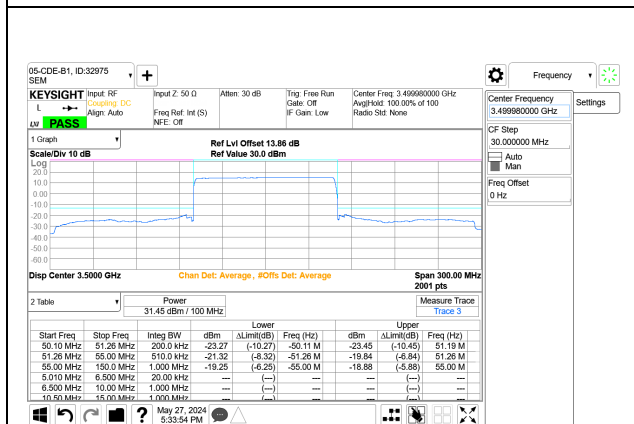 05-CDE-B1, ID:32975
SEM
Frequency
KEYSIGHT Input: RF Input Z: 50 Ω Atten: 30 dB Trig: Free Run Center Freq: 3.499980000 GHz
L Coupling: DC Gate: Off Avg|Hold: 100.00% of 100
Align: Auto Freq Ref: Int (S) IF Gain: Low Radio Std: None
LXI PASS NFE: Off
Center Frequency
3.499980000 GHz
Settings
CF Step
30.000000 MHz
Auto
Man
Freq Offset
0 Hz
1 Graph
Ref Lvl Offset 13.86 dB
Scale/Div 10 dB Ref Value 30.0 dBm
Log
20.0
10.0
0.00
-10.0
-20.0
-30.0
-40.0
-50.0
-60.0
Disp Center 3.5000 GHz Chan Det: Average, #Offs Det: Average Span 300.00 MHz
2001 pts
2 Table Power Measure Trace
31.45 dBm / 100 MHz Trace 3
Lower Upper
Start Freq Stop Freq Integ BW dBm ΔLimit(dB) Freq (Hz) dBm ΔLimit(dB) Freq (Hz)
50.10 MHz 51.26 MHz 200.0 kHz -23.27 (-10.27) -50.11 M -23.45 (-10.45) 51.19 M
51.26 MHz 55.00 MHz 510.0 kHz -21.32 (-8.32) -51.26 M -19.84 (-6.84) 51.26 M
55.00 MHz 150.0 MHz 1.000 MHz -19.25 (-6.25) -55.00 M -18.88 (-5.88) 55.00 M
5.010 MHz 6.500 MHz 20.00 kHz --- (---) --- --- (---) ---
6.500 MHz 10.00 MHz 1.000 MHz --- (---) --- --- (---) ---
10.50 MHz 15.00 MHz 1.000 MHz --- (---) --- --- (---) ---
May 27, 2024
5:33:54 PM